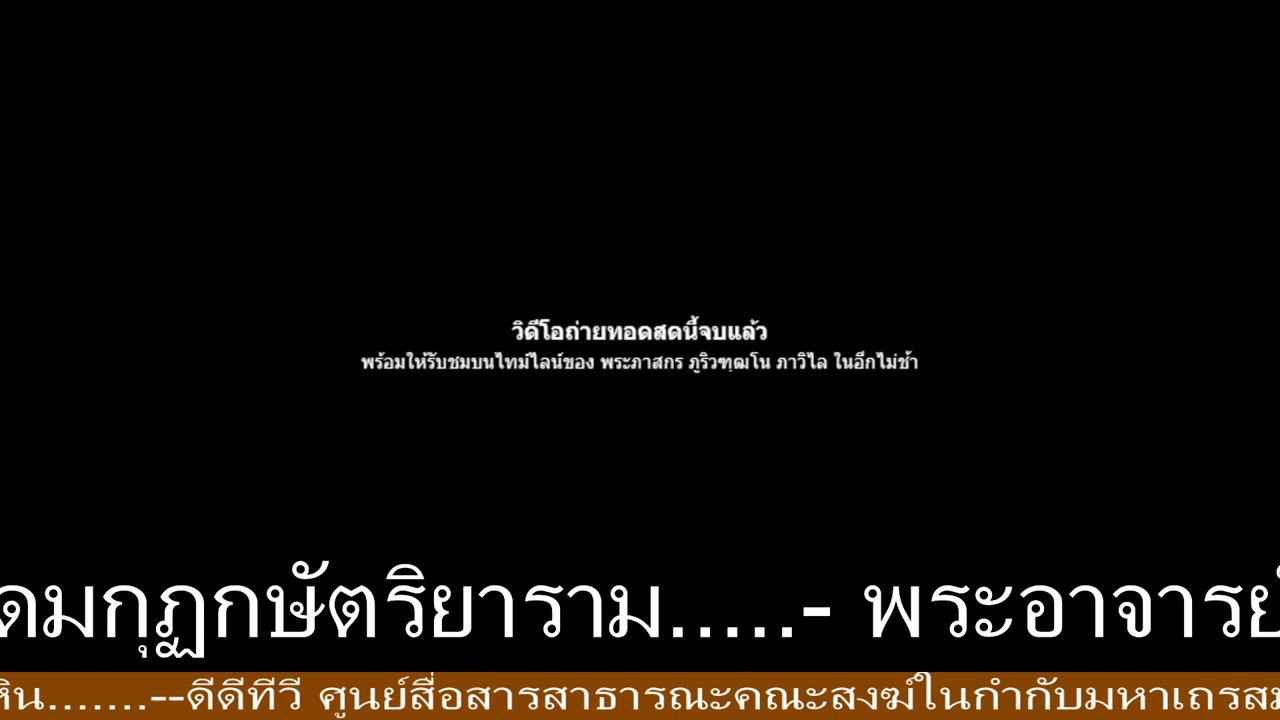 วิดีโอถ่ายทอดสดนี้จบแล้ว
พร้อมให้รับชมบนไทม์ไลน์ของ พระภาสกร ภูริวฑฺฒโน ภาวิไล ในอีกไม่ช้า
ดมกุฏกษัตริยาราม.....- พระอาจารย์
หิน.......--ดีดีทีวี ศูนย์สื่อสารสาธารณะคณะสงฆ์ในกำกับมหาเถรสม